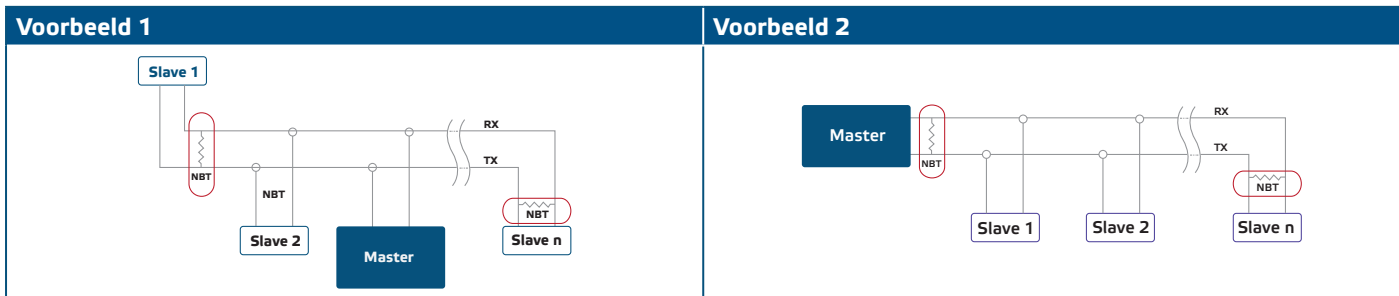 Voorbeeld 1
Slave 1
RX
TX
NBT
NBT
NBT
Slave 2
Master
Slave n
Voorbeeld 2
Master
RX
TX
NBT
NBT
Slave 1
Slave 2
Slave n